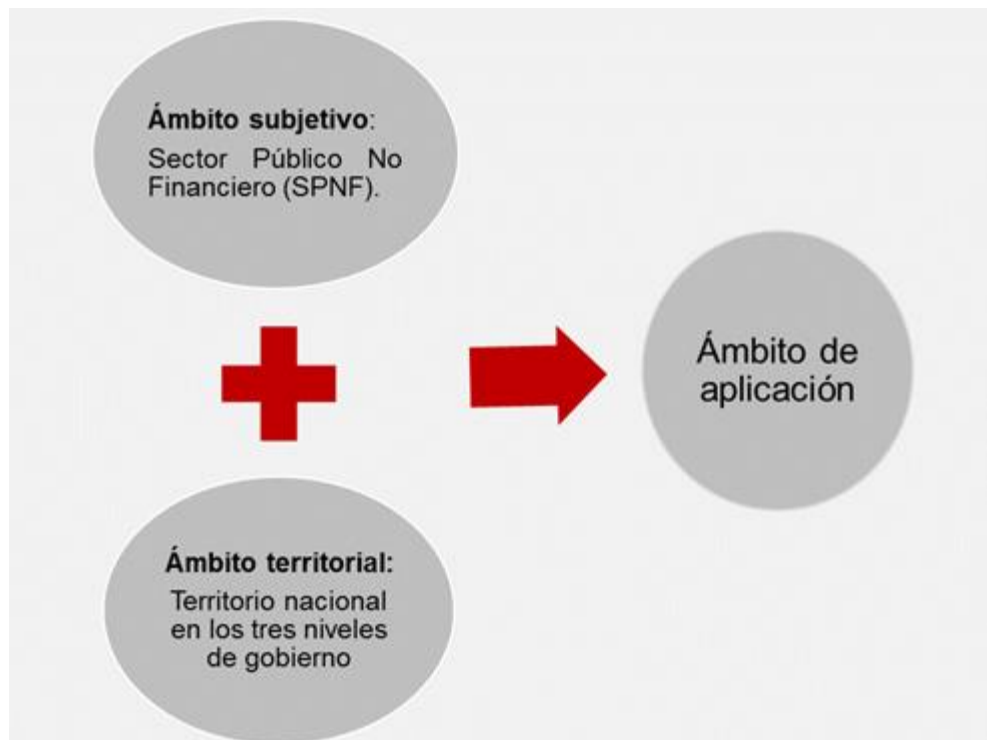 Ámbito subjetivo:
Sector Público No
Financiero (SPNF).
Ámbito de
aplicación
Ámbito territorial:
Territorio nacional
en los tres niveles
de gobierno